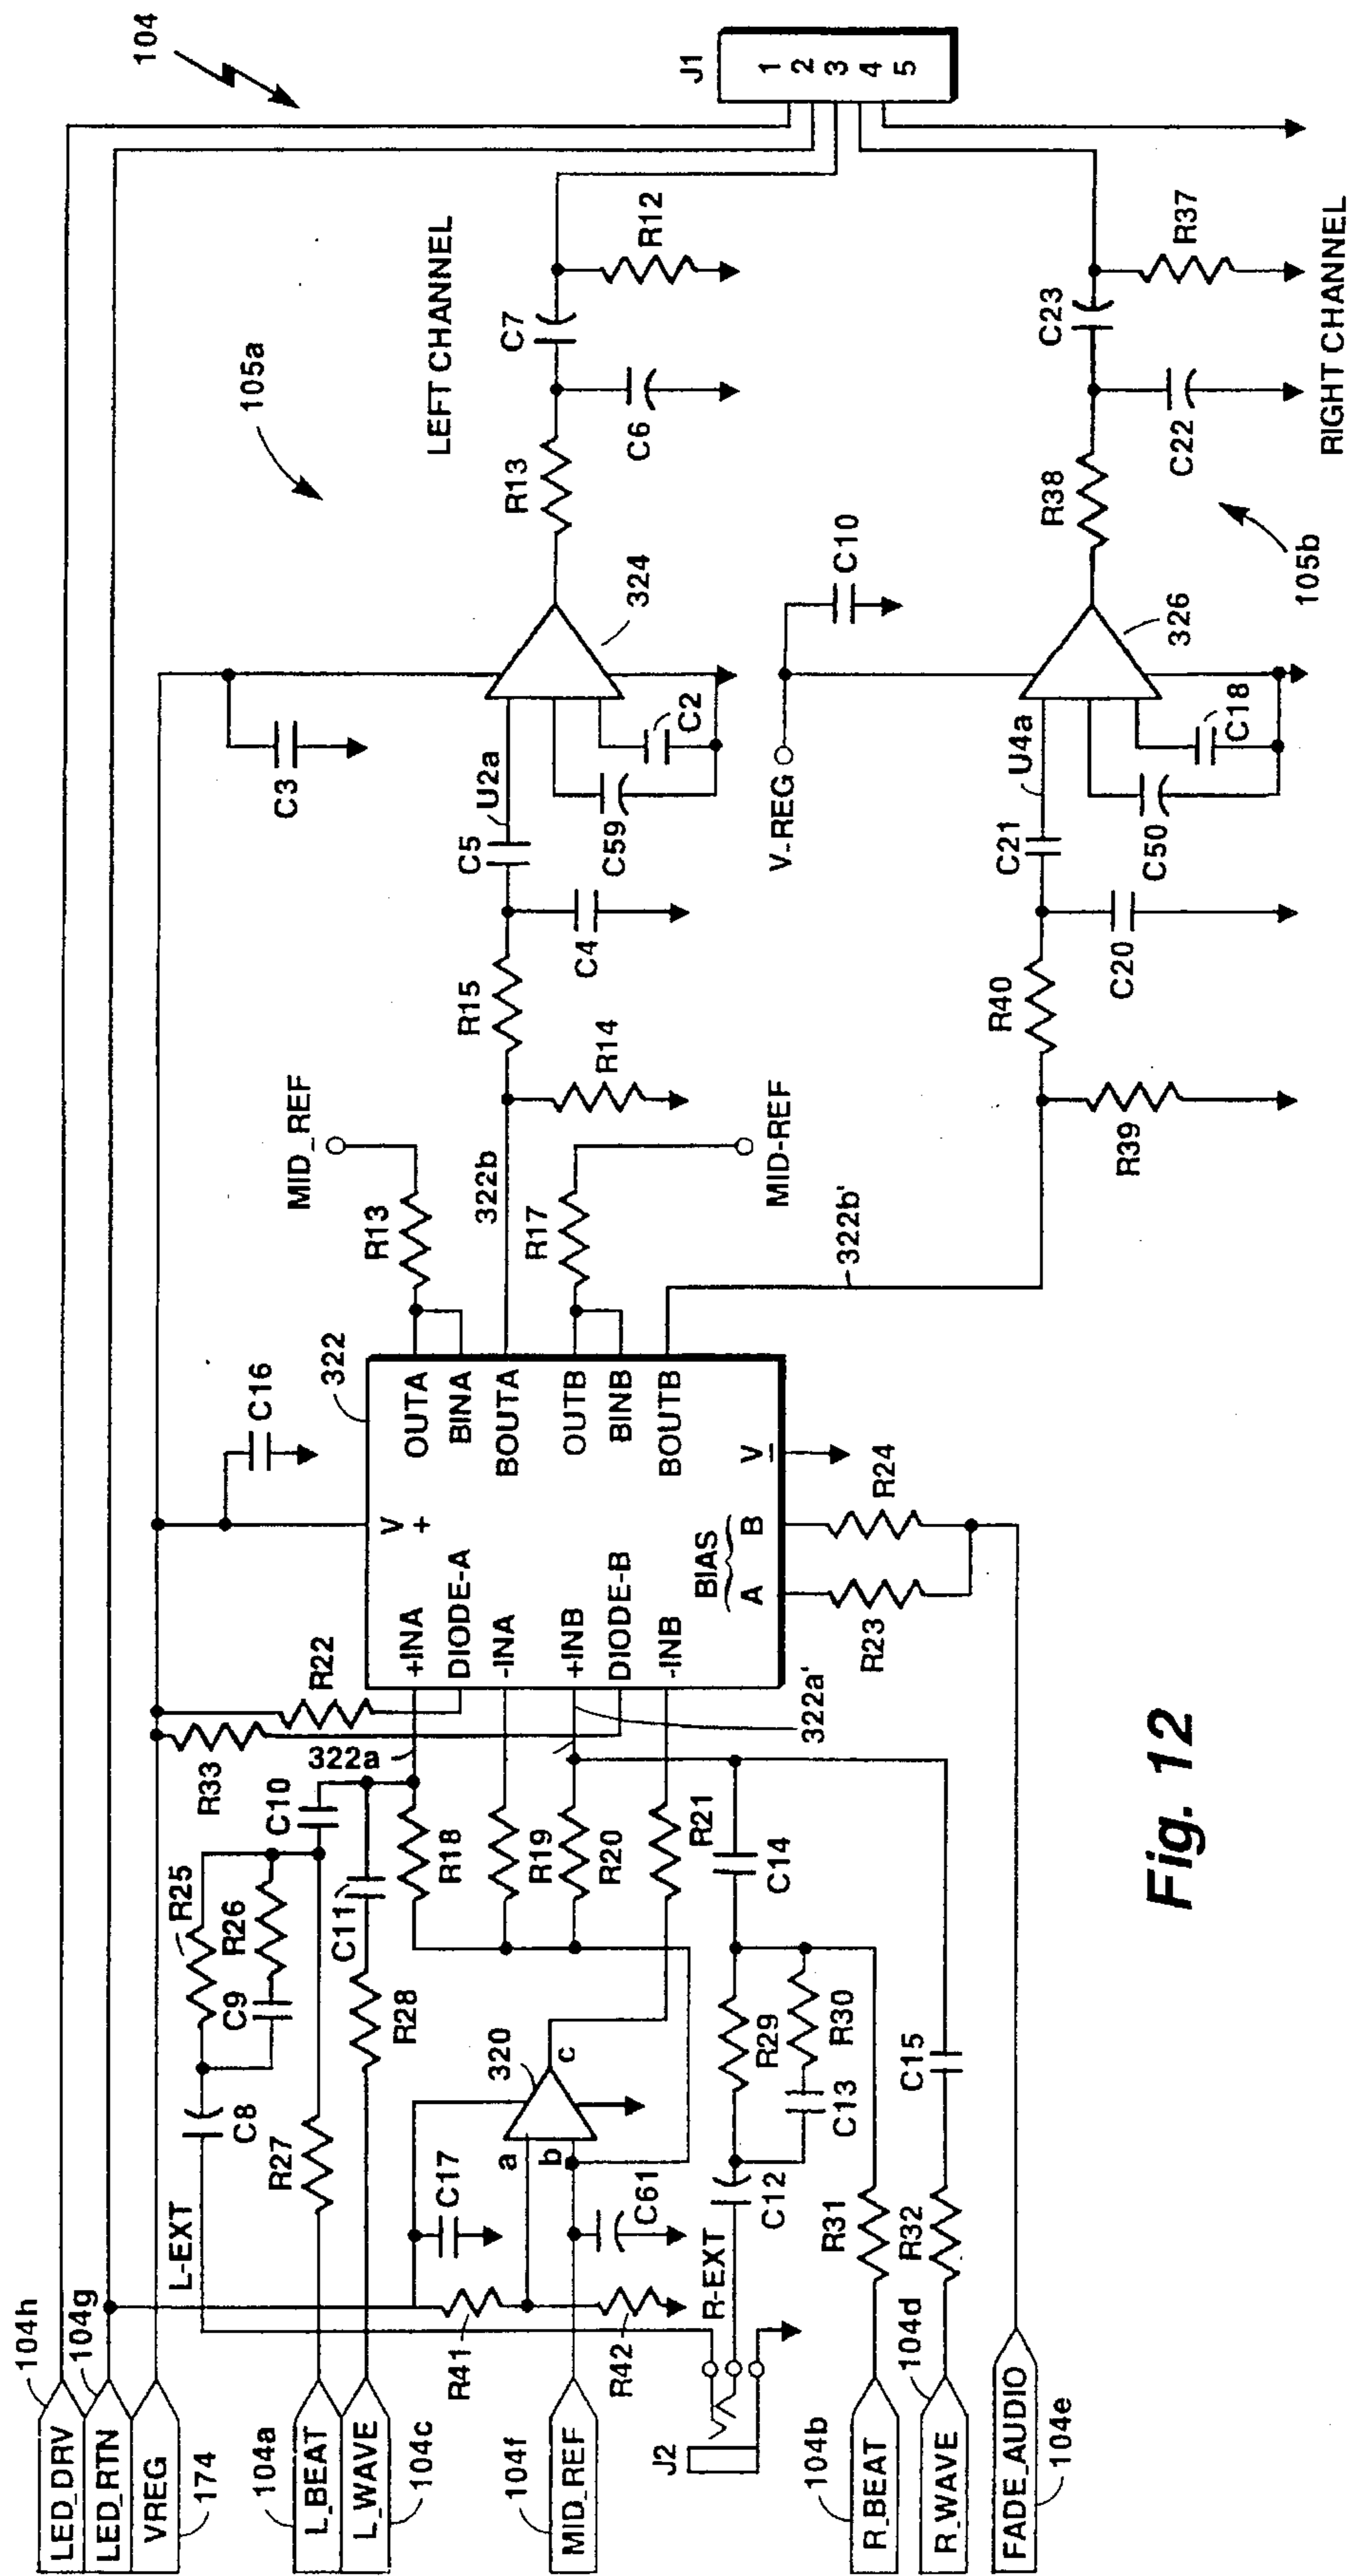 104
104h
LED_DRV
104g
LED_RTN
VREG
174
104a
L_BEAT
L_WAVE
104c
104f
MID_REF
J2
104b
R_BEAT
104d
R_WAVE
FADE_AUDIO
104e
L-EXT
C8
R25
C9
R26
R33
R22
C10
R27
C11
R28
322a
R18
R19
R20
R21
C17
R41
R42
C61
320
a
b
c
R-EXT
C12
R29
C13
R30
C14
R31
R32
C15
322a'
C16
322
V
+
+INA
DIODE-A
-INA
+INB
DIODE-B
-INB
OUTA
BINA
BOUTA
OUTB
BINB
BOUTB
BIAS
A
B
V
-
R23
R24
MID_REF
R13
322b
R17
MID-REF
322b'
R14
R15
C4
C5
U2a
C3
C59
C2
324
105a
LEFT CHANNEL
R13
C6
C7
R12
R39
R40
C20
C21
U4a
V-REG
C10
C50
C18
326
105b
R38
C22
C23
R37
RIGHT CHANNEL
J1
1
2
3
4
5
Fig. 12